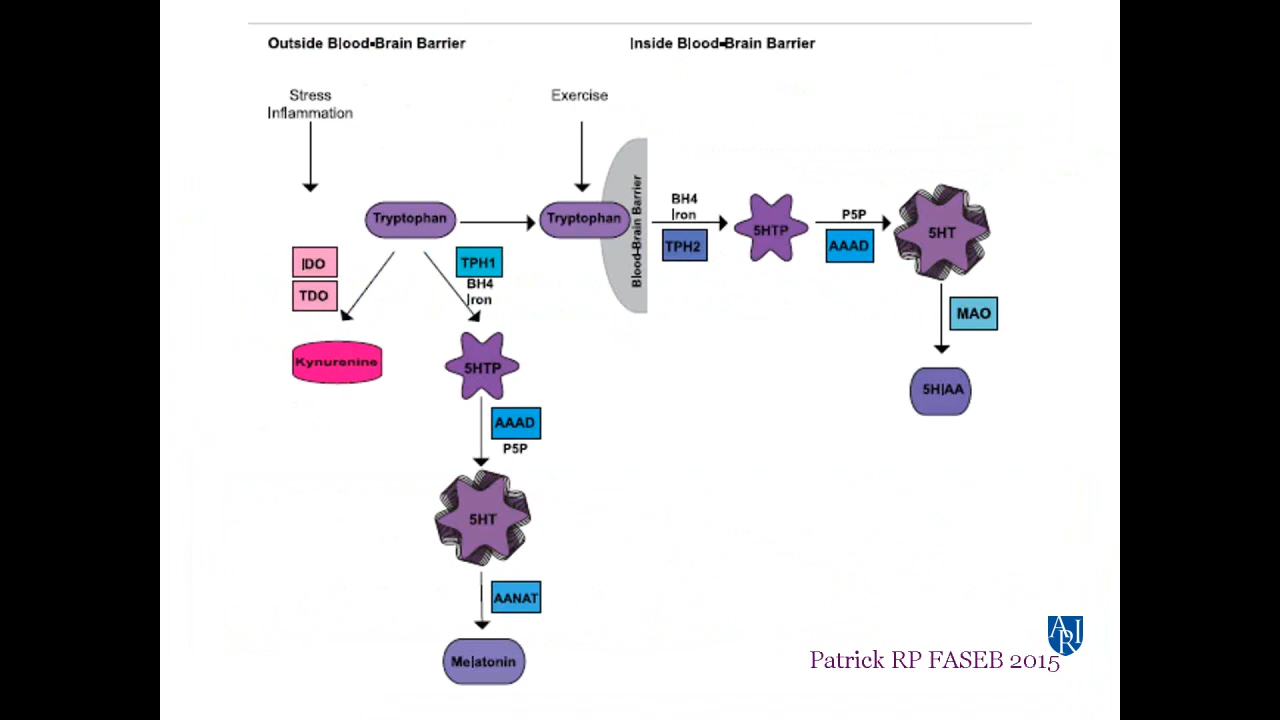 Outside Blood-Brain Barrier
Inside Blood-Brain Barrier
Stress
Inflammation
Exercise
Tryptophan
Tryptophan
Blood-Brain Barrier
BH4
Iron
TPH2
5HTP
P5P
AAAD
5HT
IDO
TDO
TPH1
BH4
Iron
MAO
Kynurenine
5HTP
5HIAA
AAAD
P5P
5HT
AANAT
Melatonin
Patrick RP FASEB 2015
ARI